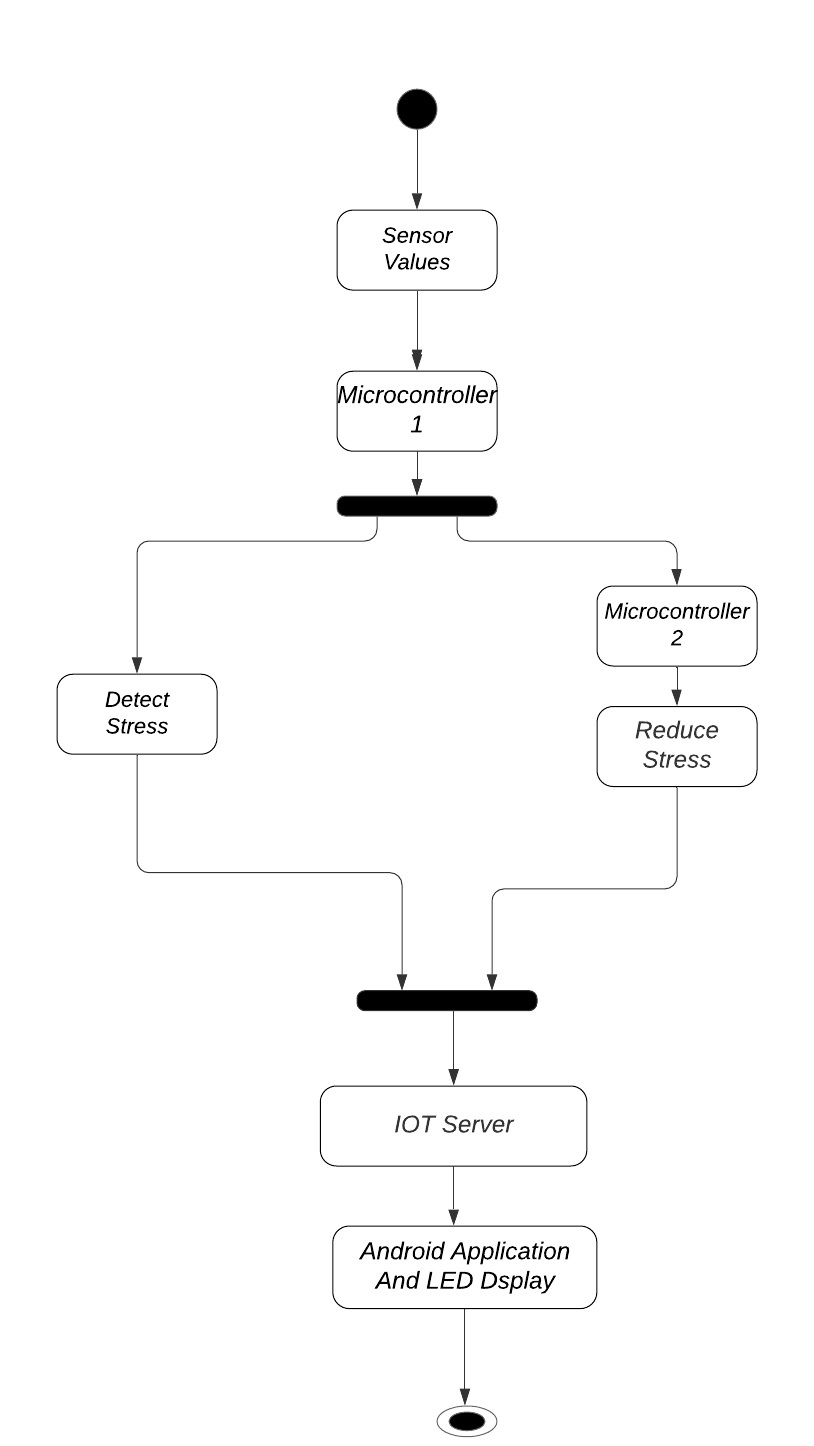 Sensor
Values
Microcontroller
1
Microcontroller
2
Detect
Stress
Reduce
Stress
IOT Server
Android Application
And LED Dsplay